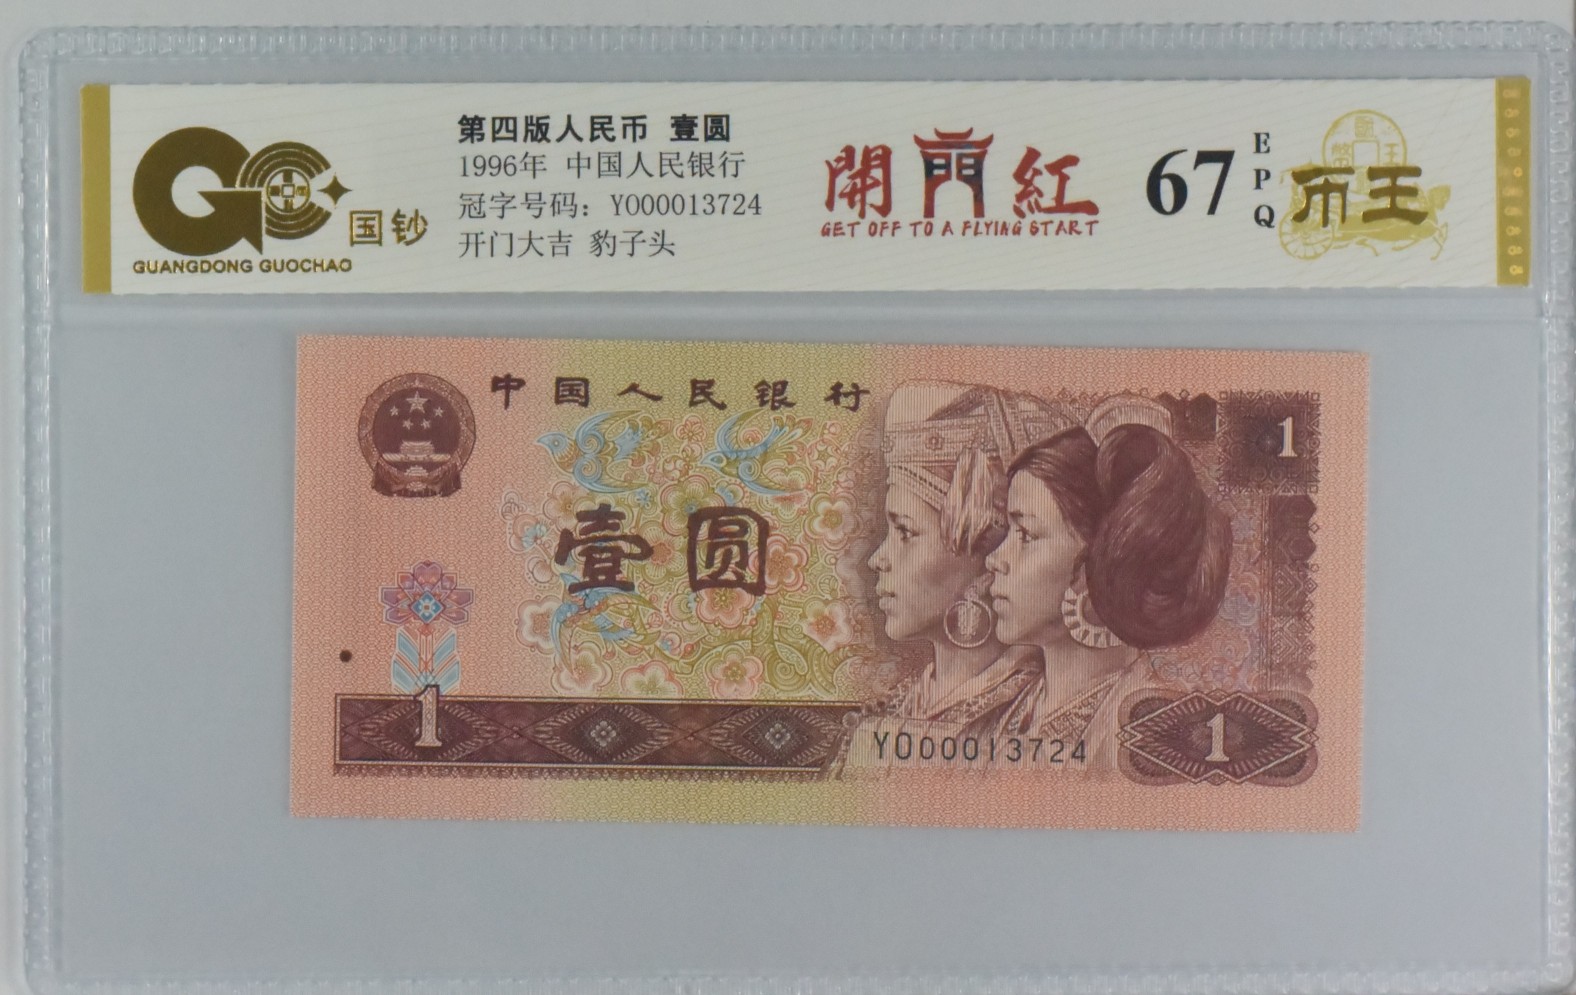 国钞
GUANGDONG GUOCHAO
第四版人民币 壹圆
1996年 中国人民银行
冠字号码：YO00013724
开门大吉 豹子头
開門紅
GET OFF TO A FLYING START
67
EPQ
币王
中国人民银行
1
壹圆
1
YO00013724
1